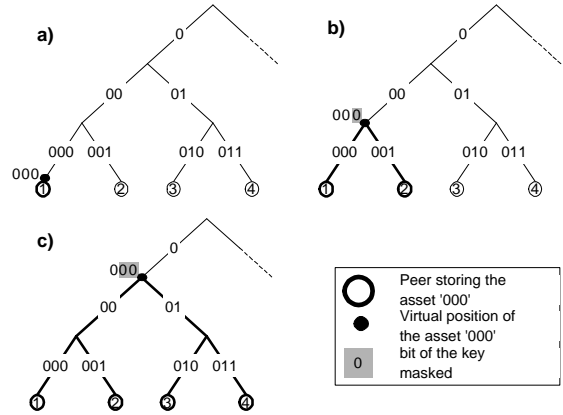 a)
0
00 01
000 001 010 011
000
1 2 3 4
b)
0
00 01
000
000 001 010 011
1 2 3 4
c)
0
000
00 01
000 001 010 011
1 2 3 4
Peer storing the
asset '000'
Virtual position of
the asset '000'
0
bit of the key
masked